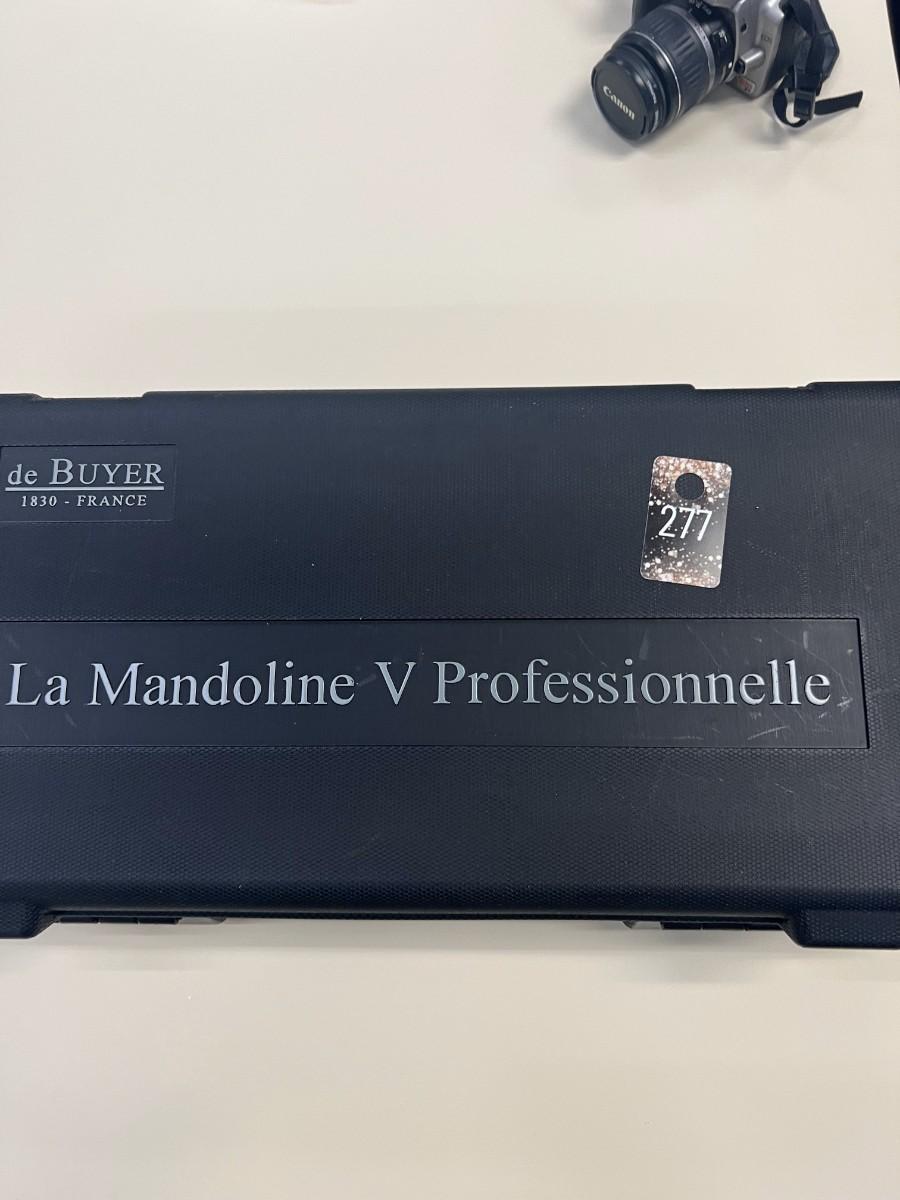 Canon
de BUYER
1830 - FRANCE
277
La Mandoline V Professionnelle